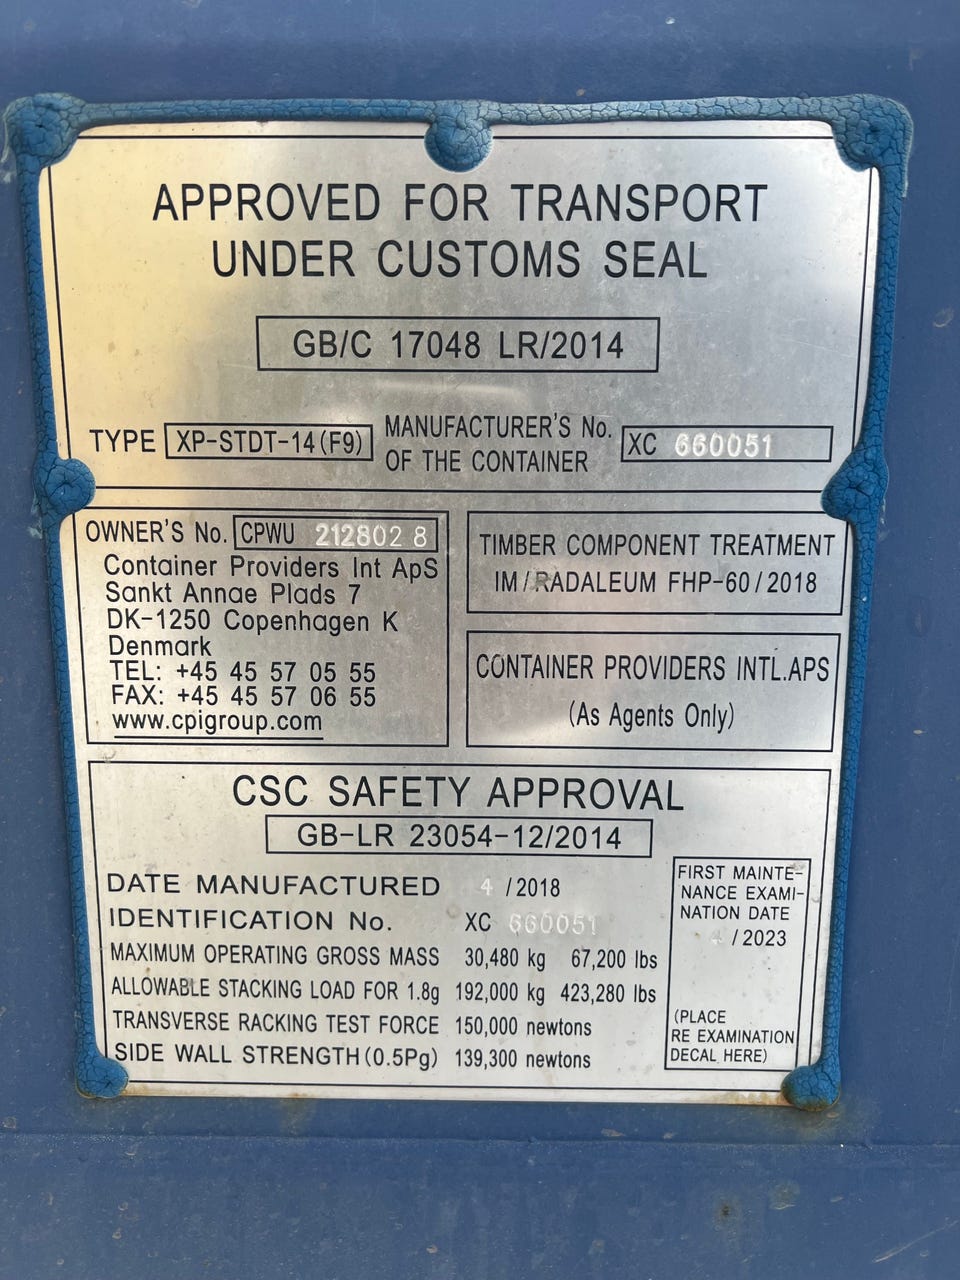 APPROVED FOR TRANSPORT
UNDER CUSTOMS SEAL
GB/C 17048 LR/2014
TYPE XP-STDT-14(F9)
MANUFACTURER'S No.
OF THE CONTAINER
XC 660051
OWNER'S No. CPWU 212802 8
Container Providers Int ApS
Sankt Annae Plads 7
DK-1250 Copenhagen K
Denmark
TEL: +45 45 57 05 55
FAX: +45 45 57 06 55
www.cpigroup.com
TIMBER COMPONENT TREATMENT
IM/RADALEUM FHP-60/2018
CONTAINER PROVIDERS INTL.APS
(As Agents Only)
CSC SAFETY APPROVAL
GB-LR 23054-12/2014
DATE MANUFACTURED 4 /2018
IDENTIFICATION No. XC 660051
MAXIMUM OPERATING GROSS MASS 30,480 kg 67,200 lbs
ALLOWABLE STACKING LOAD FOR 1.8g 192,000 kg 423,280 lbs
TRANSVERSE RACKING TEST FORCE 150,000 newtons
SIDE WALL STRENGTH(0.5Pg) 139,300 newtons
FIRST MAINTE-
NANCE EXAMI-
NATION DATE
4 /2023
(PLACE
RE EXAMINATION
DECAL HERE)